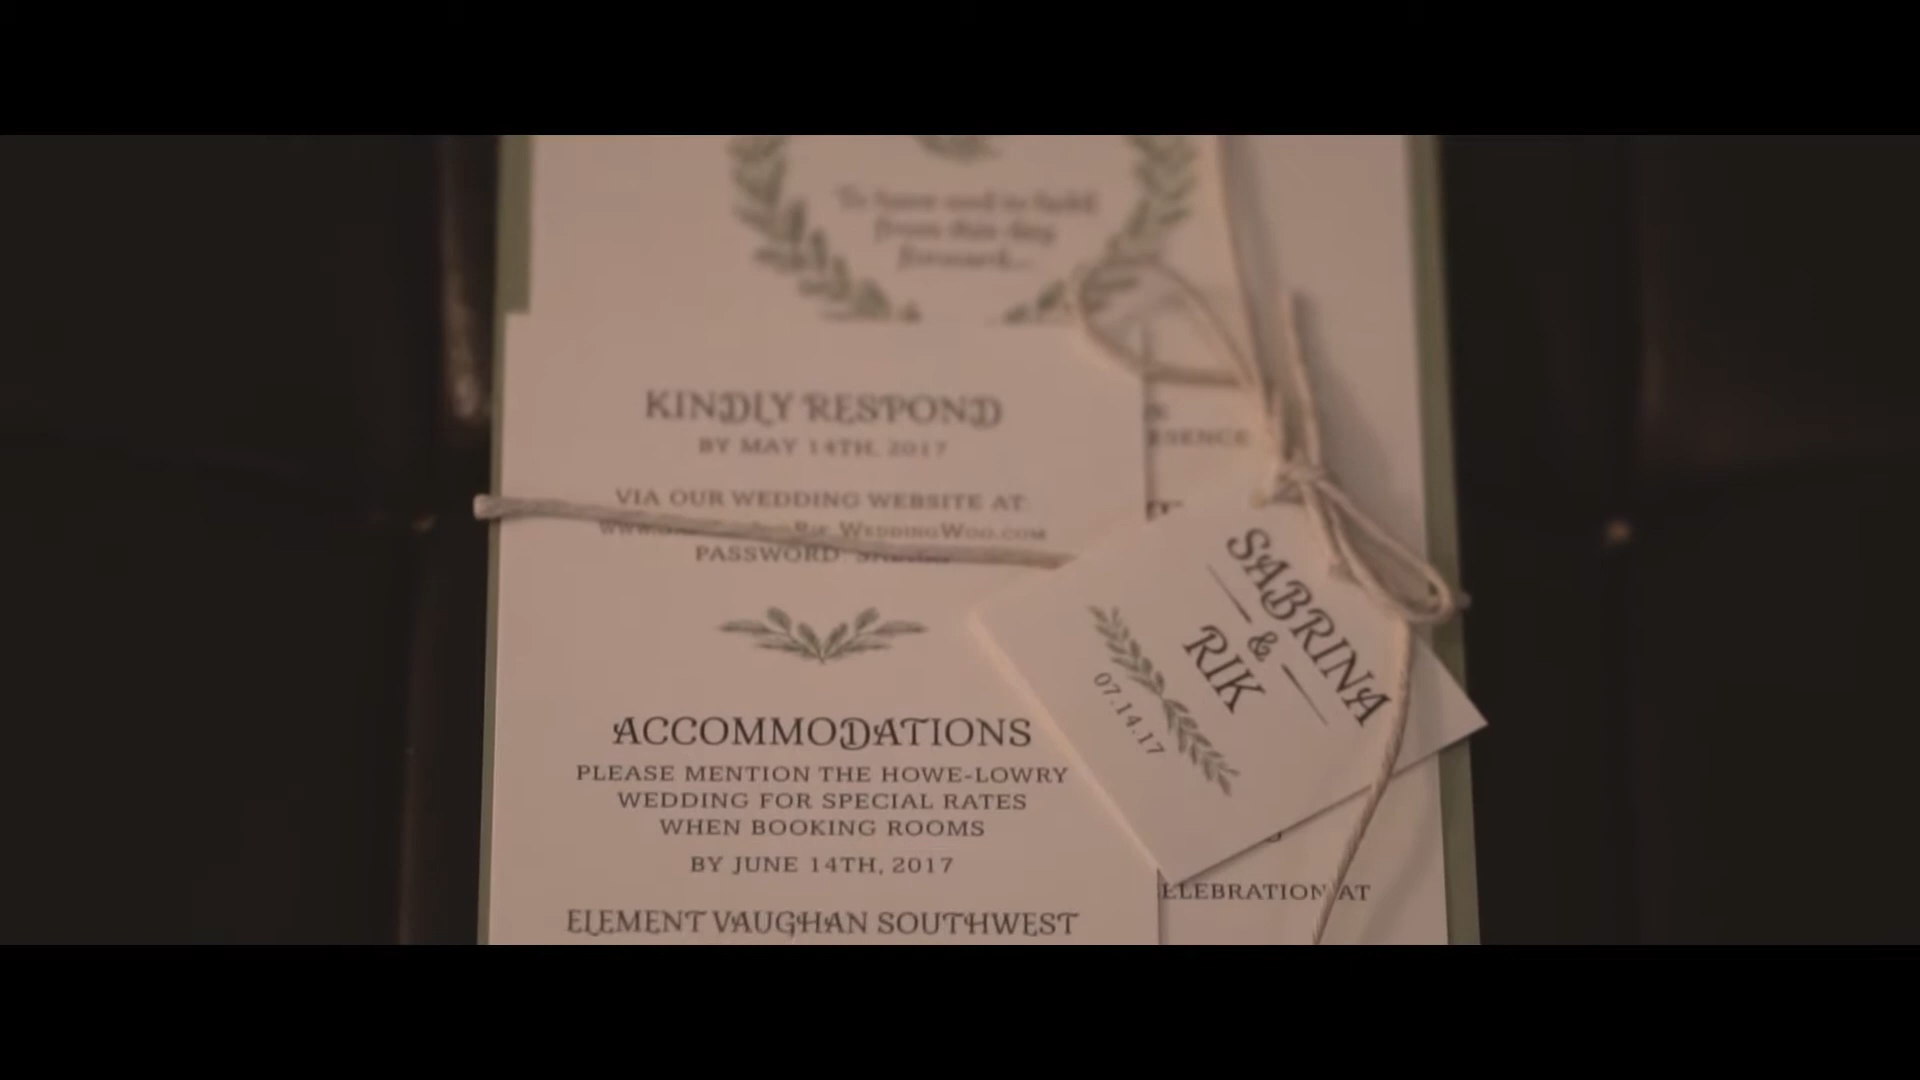 To have and to hold
from this day
forward...
KINDLY RESPOND
BY MAY 14TH, 2017
VIA OUR WEDDING WEBSITE AT:
WEDDINGWOO.COM
PASSWORD:
ACCOMMODATIONS
PLEASE MENTION THE HOWE-LOWRY
WEDDING FOR SPECIAL RATES
WHEN BOOKING ROOMS
BY JUNE 14TH, 2017
ELEMENT VAUGHAN SOUTHWEST
ESENCE
SABRINA
&
RIK
07.14.17
ELEBRATION AT